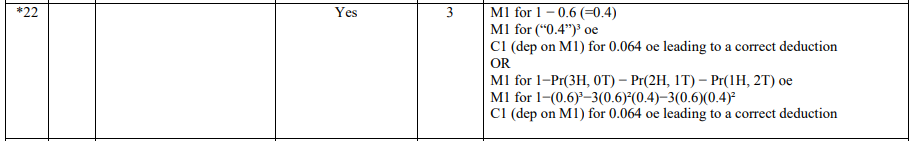 *22 Yes 3 M1 for 1 – 0.6 (=0.4)
M1 for (“0.4”)³ oe
C1 (dep on M1) for 0.064 oe leading to a correct deduction
OR
M1 for 1–Pr(3H, 0T) – Pr(2H, 1T) – Pr(1H, 2T) oe
M1 for 1–(0.6)³–3(0.6)²(0.4)–3(0.6)(0.4)²
C1 (dep on M1) for 0.064 oe leading to a correct deduction